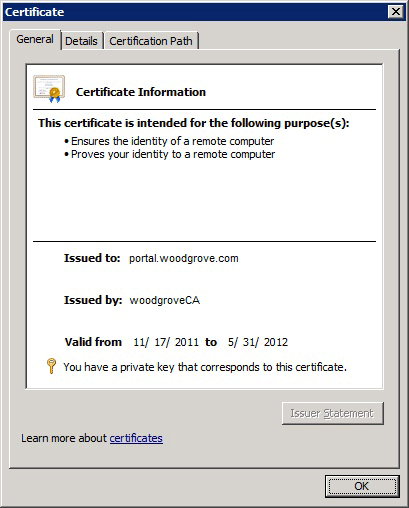 Certificate
General Details Certification Path
Certificate Information
This certificate is intended for the following purpose(s):
• Ensures the identity of a remote computer
• Proves your identity to a remote computer
Issued to: portal.woodgrove.com
Issued by: woodgroveCA
Valid from 11/ 17/ 2011 to 5/ 31/ 2012
You have a private key that corresponds to this certificate.
Issuer Statement
Learn more about certificates
OK